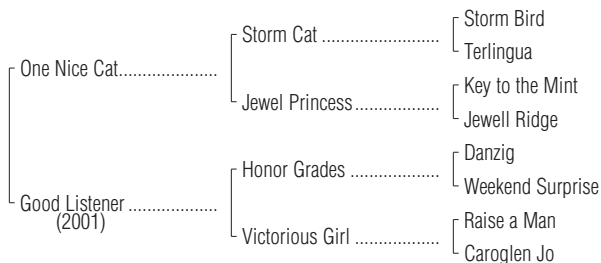 Storm Bird
Storm Cat ..........................
Terlingua
One Nice Cat.....................
Key to the Mint
Jewel Princess ..................
Jewell Ridge
Danzig
Honor Grades ...................
Weekend Surprise
Good Listener ...................
(2001)
Raise a Man
Victorious Girl ..................
Caroglen Jo